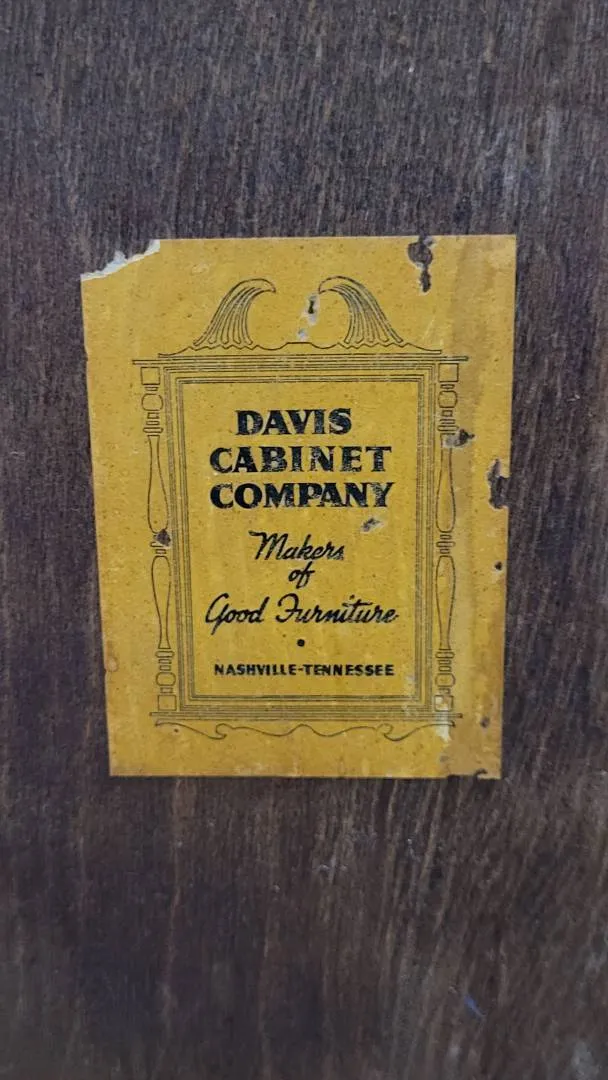 DAVIS
CABINET
COMPANY
Makers
of
Good Furniture
•
NASHVILLE-TENNESSEE